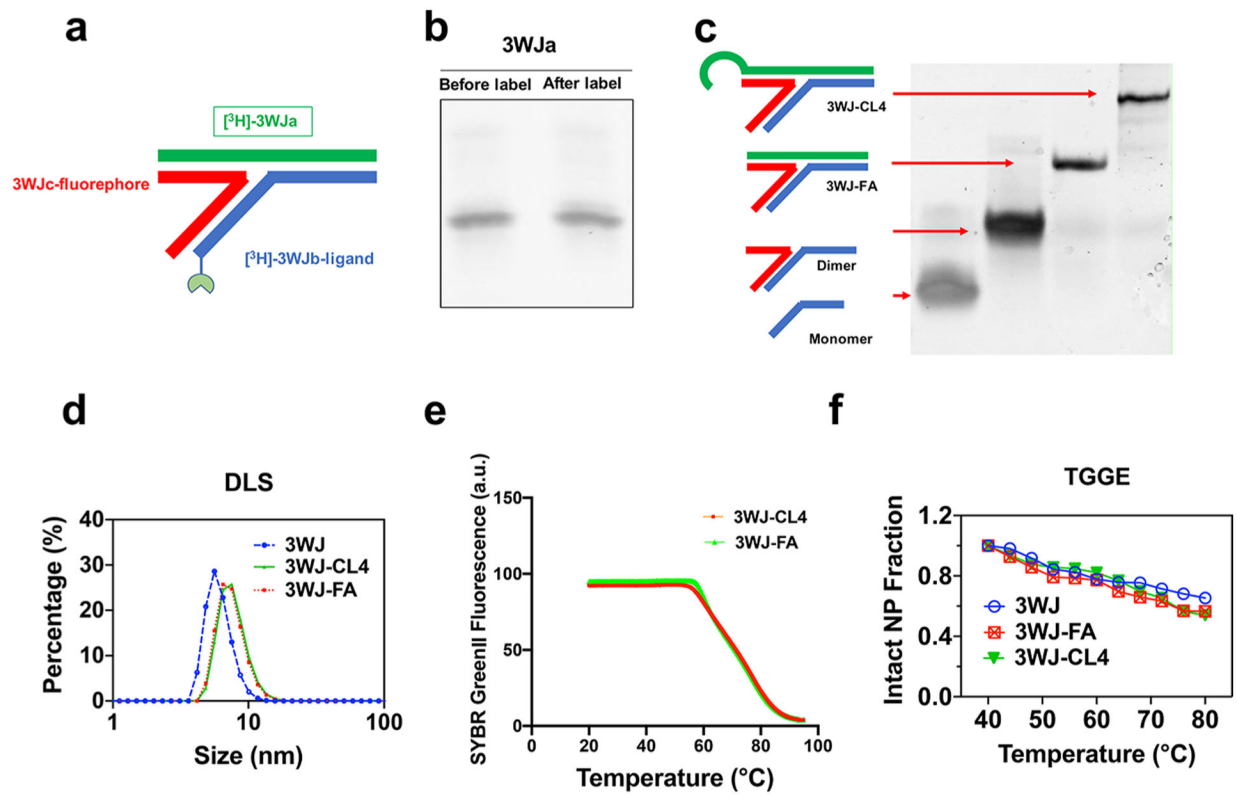 a
[³H]-3WJa
3WJc-fluorephore
[³H]-3WJb-ligand
b
3WJa
Before label After label
c
3WJ-CL4
3WJ-FA
Dimer
Monomer
d
DLS
Percentage (%)
40
30
20
10
0
3WJ
3WJ-CL4
3WJ-FA
1 10 100
Size (nm)
e
SYBR GreenII Fluorescence (a.u.)
150
100
50
0
3WJ-CL4
3WJ-FA
0 20 40 60 80 100
Temperature (°C)
f
TGGE
Intact NP Fraction
1.2
0.8
0.4
0.0
3WJ
3WJ-FA
3WJ-CL4
40 50 60 70 80
Temperature (°C)